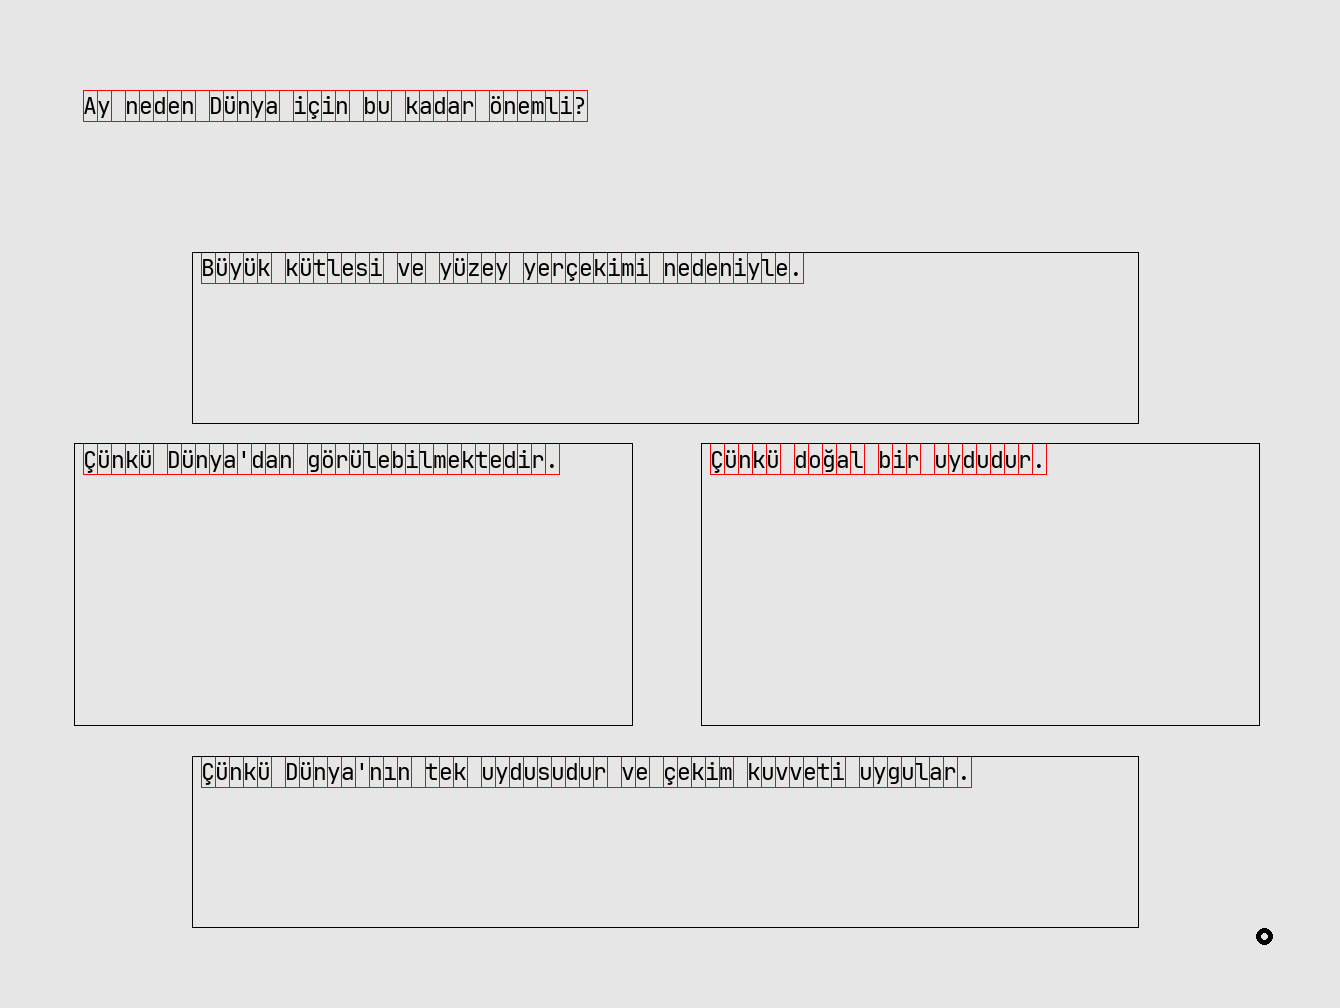 Ay neden Dünya için bu kadar önemli?
Büyük kütlesi ve yüzey yerçekimi nedeniyle.
Çünkü Dünya'dan görülebilmektedir.
Çünkü doğal bir uydudur.
Çünkü Dünya'nın tek uydusudur ve çekim kuvveti uygular.